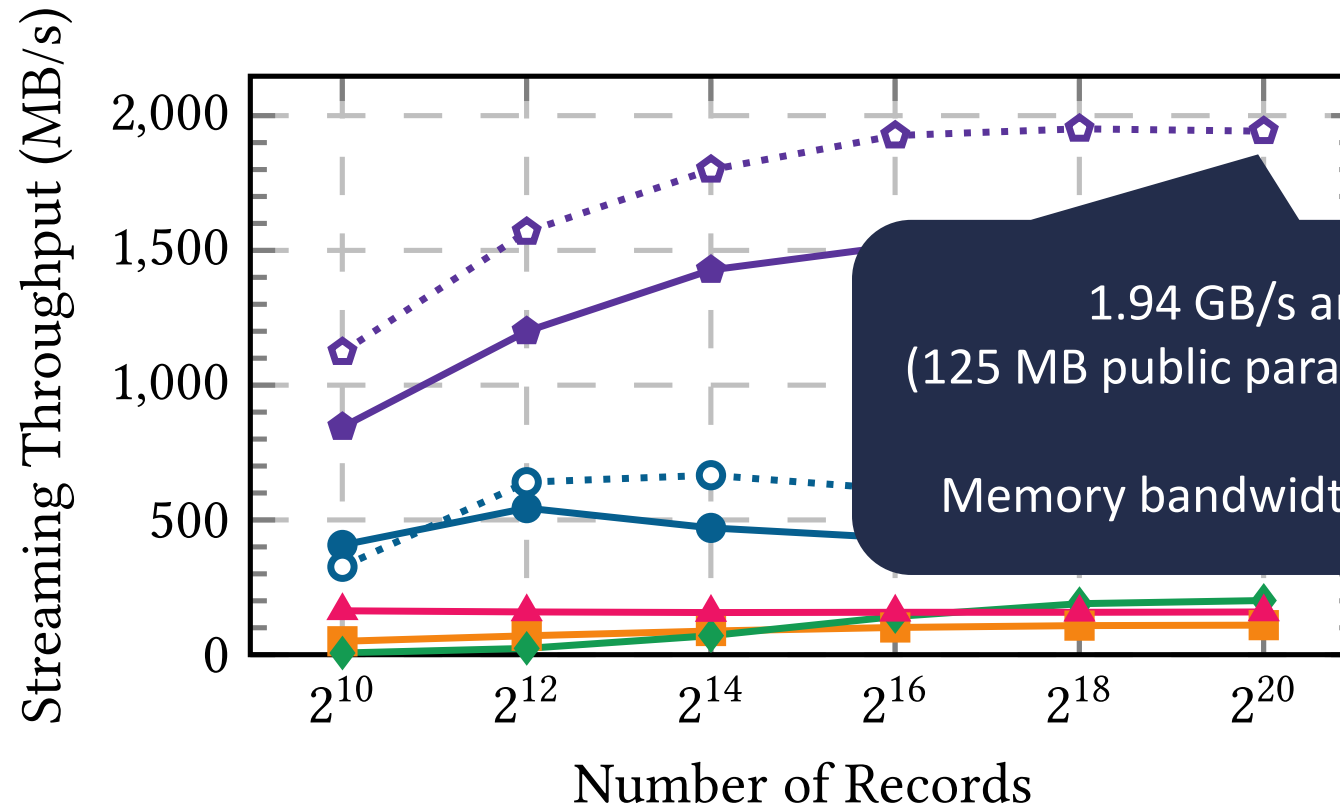 Streaming Throughput (MB/s)
2,000
1,500
1,000
500
0
1.94 GB/s
(125 MB public
Memory
2^10 2^12 2^14 2^16 2^18 2^20
Number of Records